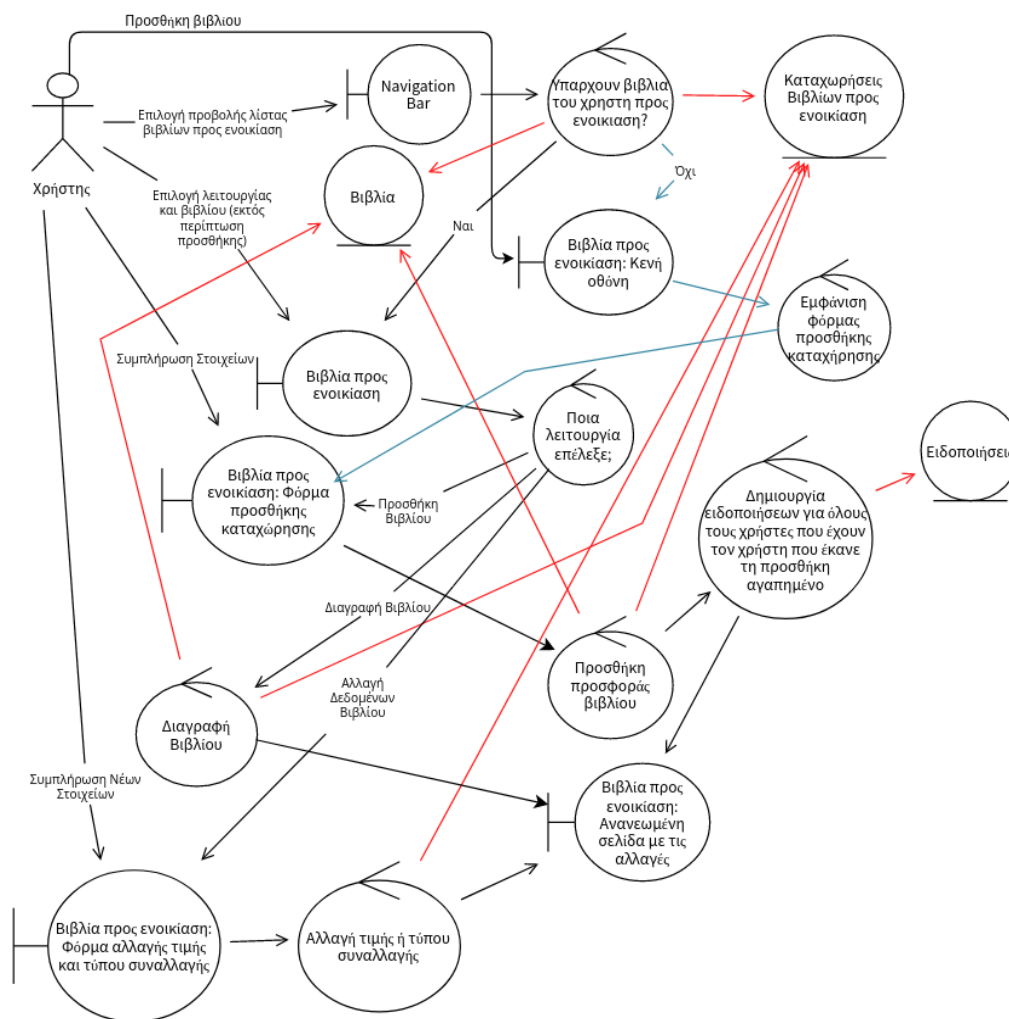 Προσθήκη βιβλίου
Navigation
Bar
Υπαρχουν βιβλια
του χρηστη προς
ενοικιαση?
Καταχωρήσεις
Βιβλίων προς
ενοικίαση
Επιλογή προβολής λίστας
βιβλίων προς ενοικίαση
Χρήστης
Επιλογή λειτουργίας
και βιβλίου (εκτός
περίπτωση
προσθήκης)
Βιβλία
Όχι
Ναι
Βιβλία προς
ενοικίαση: Κενή
οθόνη
Εμφάνιση
Φόρμας
προσθήκης
καταχήρησης
Συμπλήρωση Στοιχείων
Βιβλία προς
ενοικίαση
Ποια
λειτουργία
επέλεξε;
Ειδοποιήσεις
Βιβλία προς
ενοικίαση: Φόρμα
προσθήκης
καταχώρησης
Προσθήκη
Βιβλίου
Δημιουργία
ειδοποιήσεων για όλους
τους χρήστες που έχουν
τον χρήστη που έκανε
τη προσθήκη
αγαπημένο
Διαγραφή Βιβλίου
Αλλαγή
Δεδομένων
Βιβλίου
Προσθήκη
προσφοράς
βιβλίου
Διαγραφή
Βιβλίου
Συμπλήρωση Νέων
Στοιχείων
Βιβλία προς
ενοικίαση:
Ανανεωμένη
σελίδα με τις
αλλαγές
Βιβλία προς ενοικίαση:
Φόρμα αλλαγής τιμής
και τύπου συναλλαγής
Αλλαγή τιμής ή τύπου
συναλλαγής